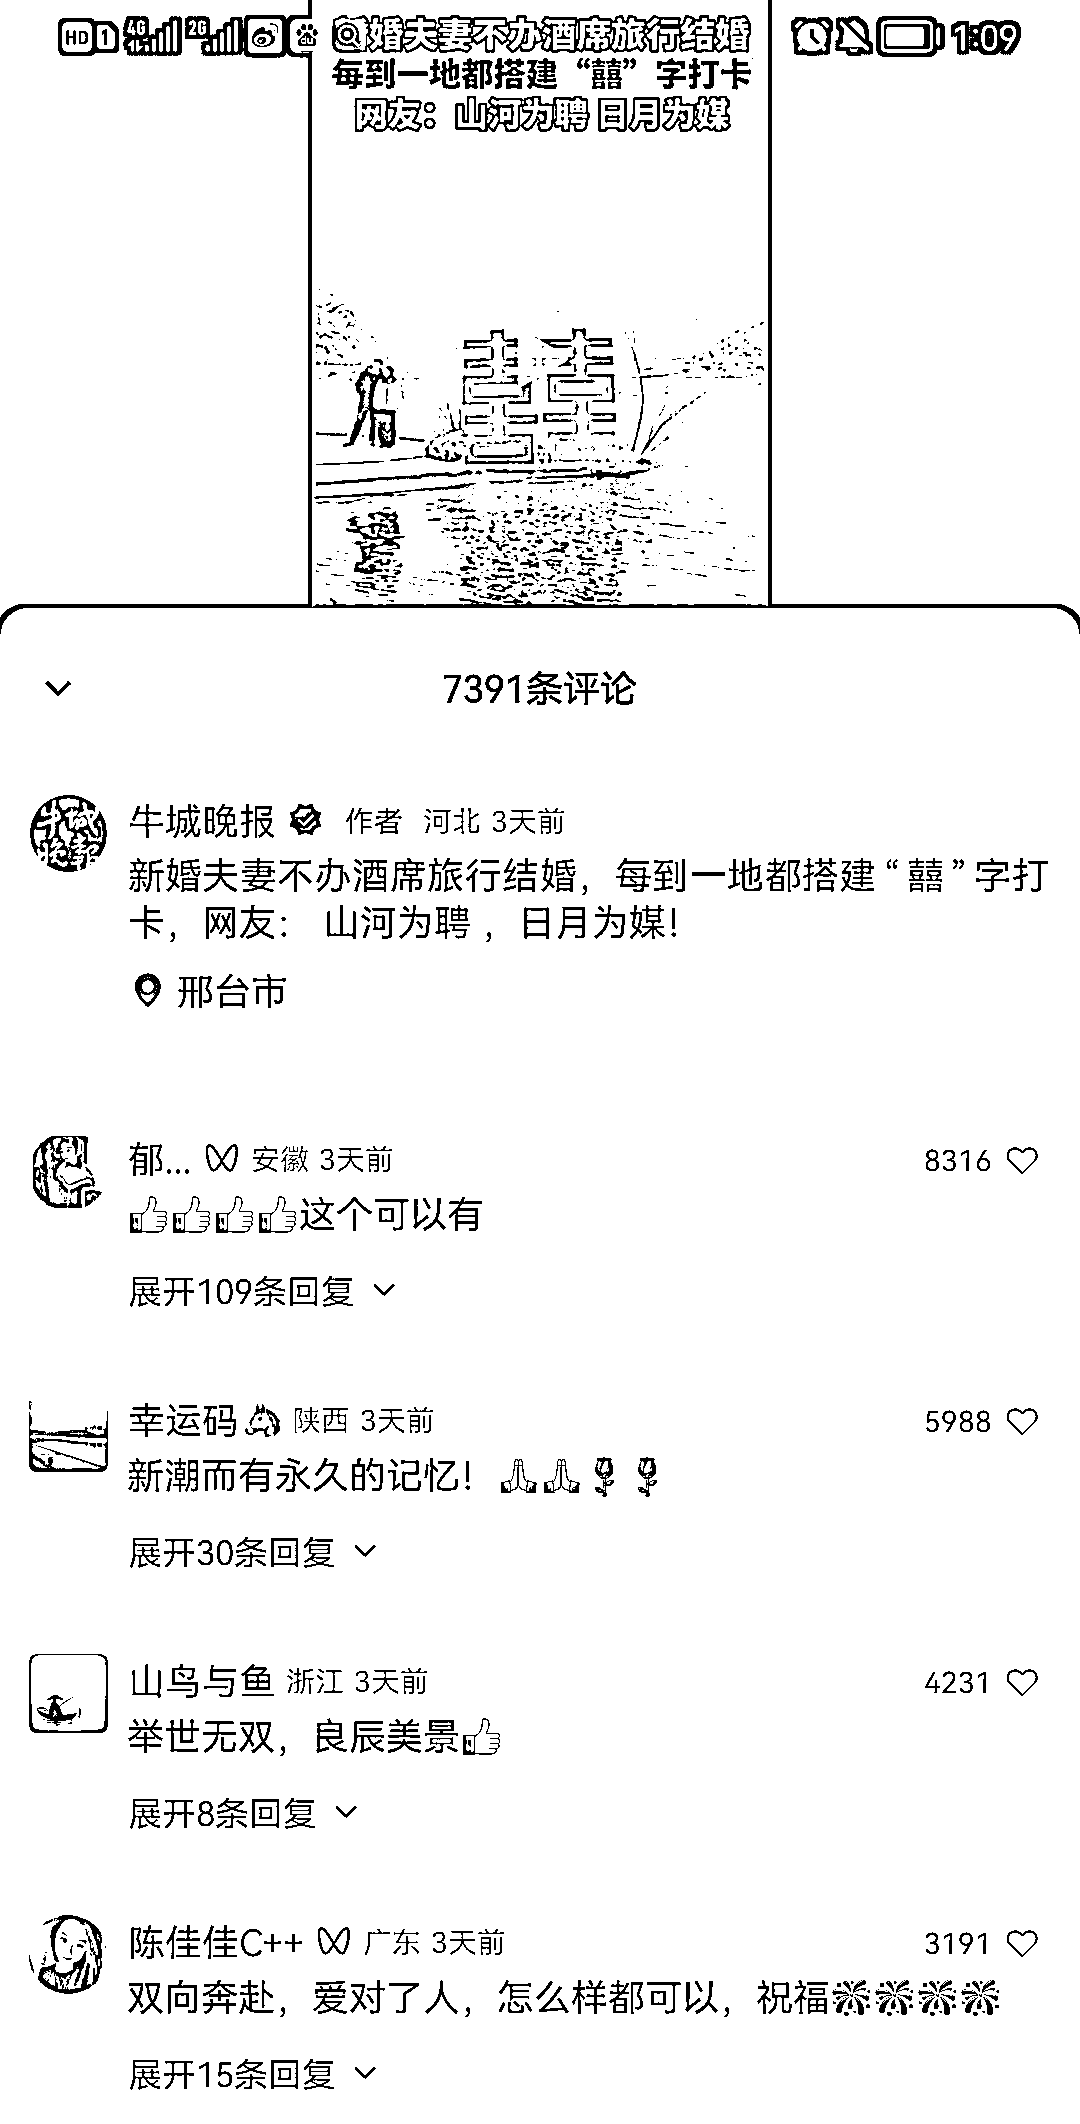 HD 1 4G 2G 1:09
新婚夫妻不办酒席旅行结婚
每到一地都搭建“囍”字打卡
网友：山河为聘 日月为媒
囍
7391条评论
牛城晚报 作者 河北 3天前
新婚夫妻不办酒席旅行结婚，每到一地都搭建“囍”字打
卡，网友： 山河为聘 ，日月为媒！
邢台市
郁... 安徽 3天前 8316
👍👍👍👍这个可以有
展开109条回复
幸运码🐴 陕西 3天前 5988
新潮而有永久的记忆！🙏🙏🌹🌹
展开30条回复
山鸟与鱼 浙江 3天前 4231
举世无双，良辰美景👍
展开8条回复
陈佳佳C++ 广东 3天前 3191
双向奔赴，爱对了人，怎么样都可以，祝福🎆🎆🎆🎆
展开15条回复